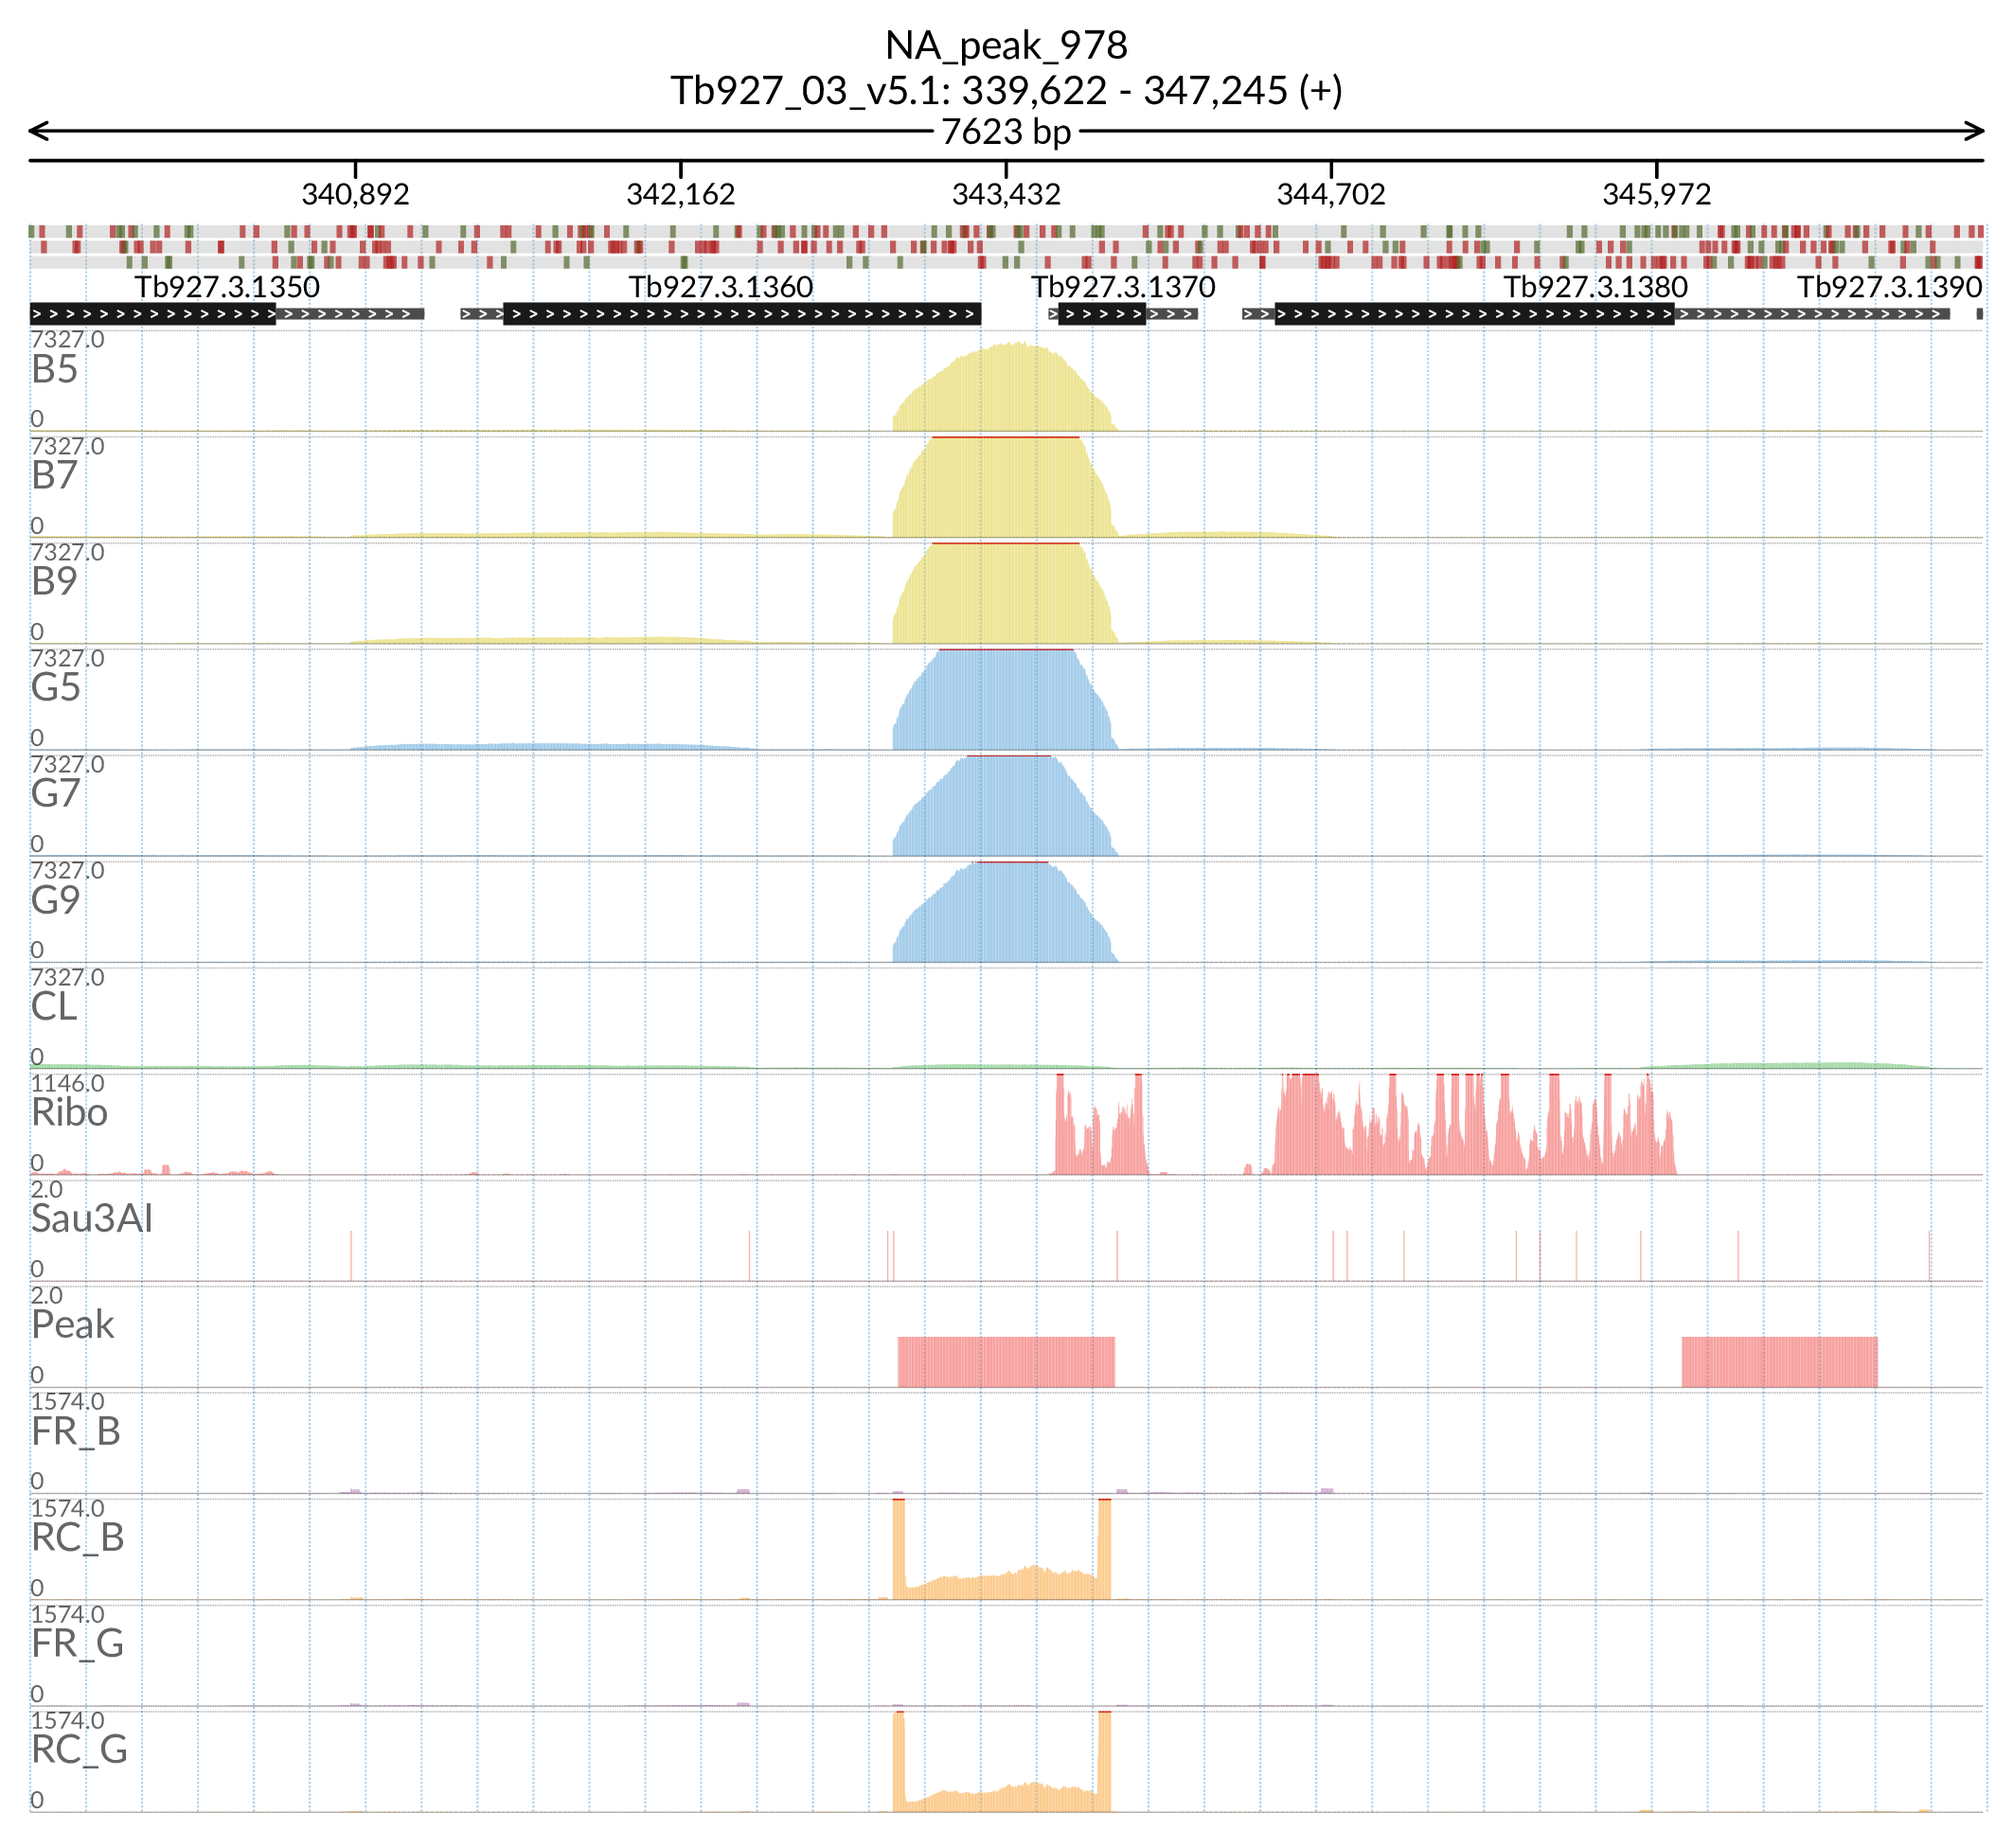 NA_peak_978
Tb927_03_v5.1: 339,622 - 347,245 (+)
7623 bp
340,892 342,162 343,432 344,702 345,972
Tb927.3.1350 Tb927.3.1360 Tb927.3.1370 Tb927.3.1380 Tb927.3.1390
7327.0
B5
0
7327.0
B7
0
7327.0
B9
0
7327.0
G5
0
7327.0
G7
0
7327.0
G9
0
7327.0
CL
0
1146.0
Ribo
0
2.0
Sau3AI
0
2.0
Peak
0
1574.0
FR_B
0
1574.0
RC_B
0
1574.0
FR_G
0
1574.0
RC_G
0